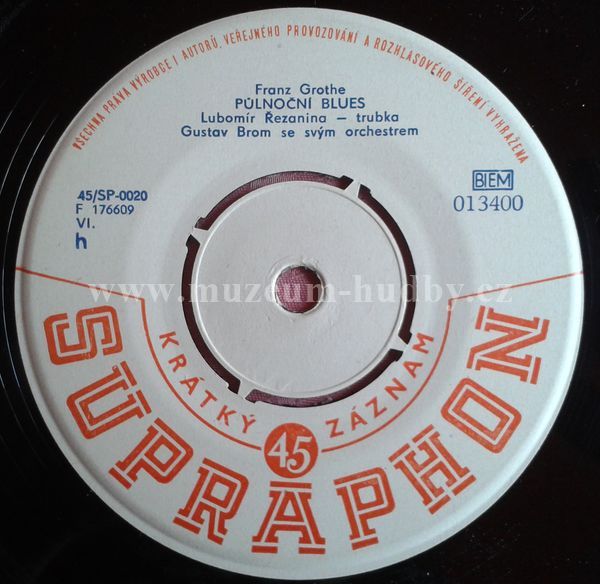 VŠECHNA PRÁVA VÝROBCE I AUTORŮ, VEŘEJNÉHO PROVOZOVÁNÍ A ROZHLASOVÉHO ŠÍŘENÍ VYHRAŽENA
Franz Grothe
PŮLNOČNÍ BLUES
Lubomír Řezanina – trubka
Gustav Brom se svým orchestrem
45/SP-0020
F 176609
VI.
h
BIEM
013400
www.muzeum-hudby.cz
KRÁTKÝ 45 ZÁZNAM
SUPRAPHON